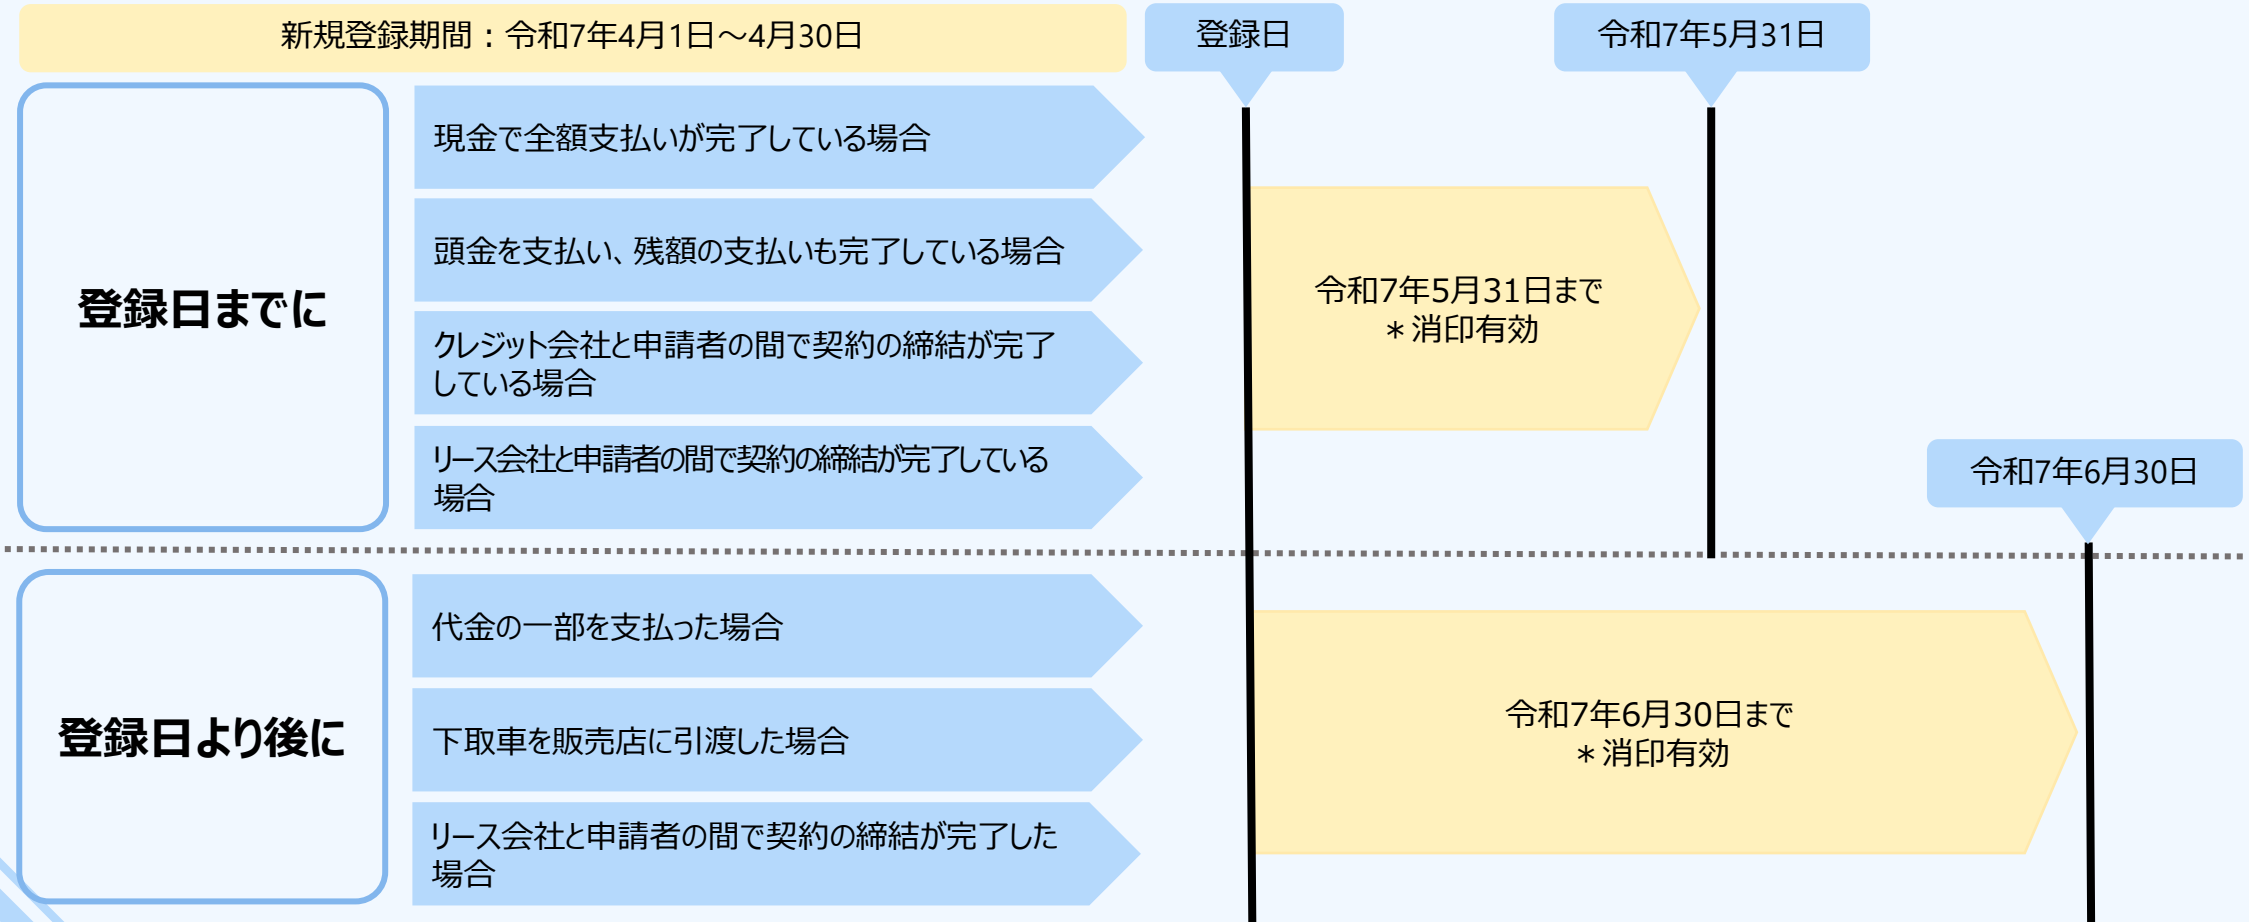 新規登録期間：令和7年4月1日～4月30日
登録日
令和7年5月31日
登録日までに
現金で全額支払いが完了している場合
頭金を支払い、残額の支払いも完了している場合
クレジット会社と申請者の間で契約の締結が完了
している場合
リース会社と申請者の間で契約の締結が完了している
場合
令和7年5月31日まで
＊消印有効
令和7年6月30日
登録日より後に
代金の一部を支払った場合
下取車を販売店に引渡した場合
リース会社と申請者の間で契約の締結が完了した
場合
令和7年6月30日まで
＊消印有効